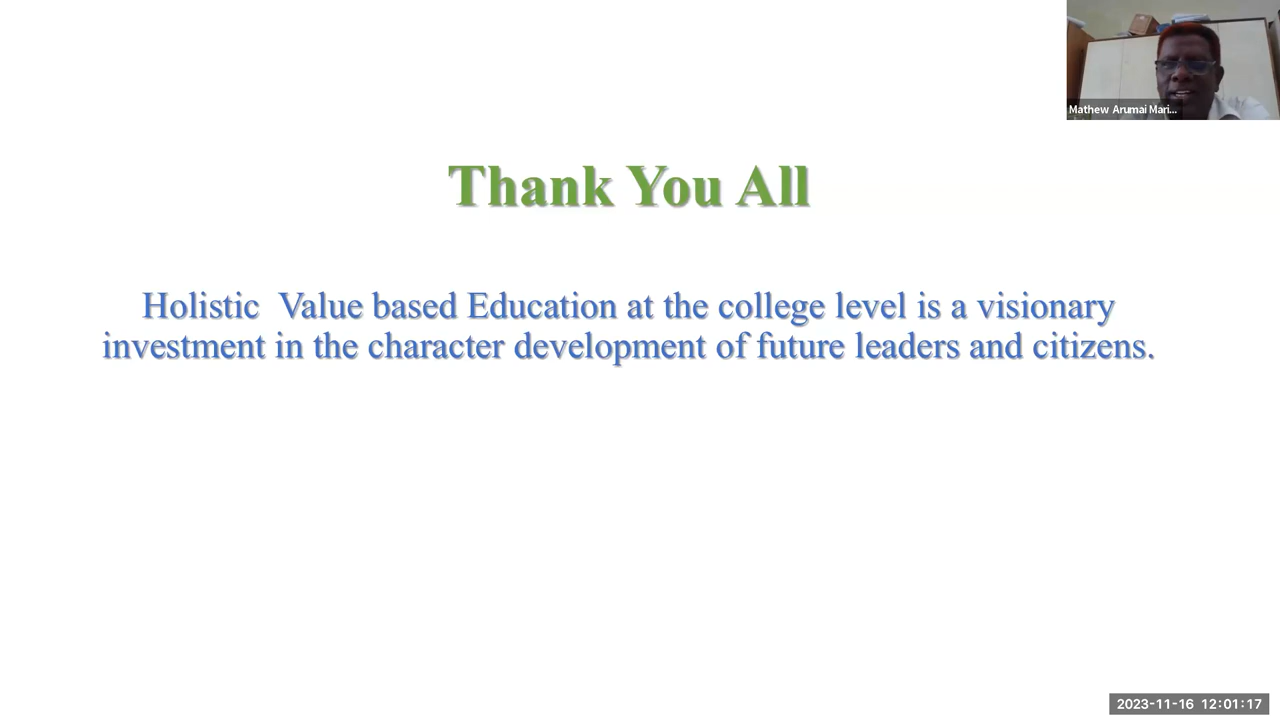 Mathew Arumai Mari...
Thank You All
Holistic  Value based Education at the college level is a visionary
investment in the character development of future leaders and citizens.
2023-11-16 12:01:17